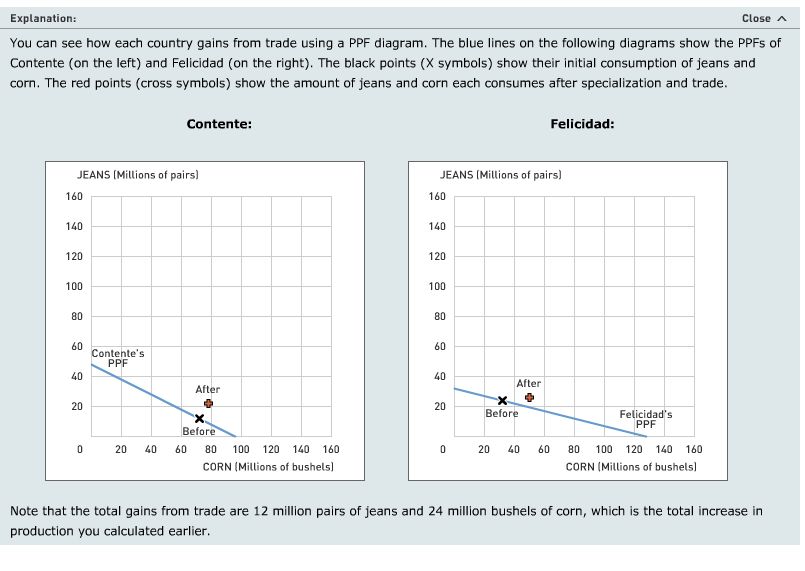 Explanation:
Close
You can see how each country gains from trade using a PPF diagram. The blue lines on the following diagrams show the PPFs of
Contente (on the left) and Felicidad (on the right). The black points (X symbols) show their initial consumption of jeans and
corn. The red points (cross symbols) show the amount of jeans and corn each consumes after specialization and trade.
Contente:
JEANS (Millions of pairs)
160
140
120
100
80
60
40
20
Contente's
PPF
After
Before
0 20 40 60 80 100 120 140 160
CORN (Millions of bushels)
Felicidad:
JEANS (Millions of pairs)
160
140
120
100
80
60
40
20
After
Before
Felicidad's
PPF
0 20 40 60 80 100 120 140 160
CORN (Millions of bushels)
Note that the total gains from trade are 12 million pairs of jeans and 24 million bushels of corn, which is the total increase in
production you calculated earlier.